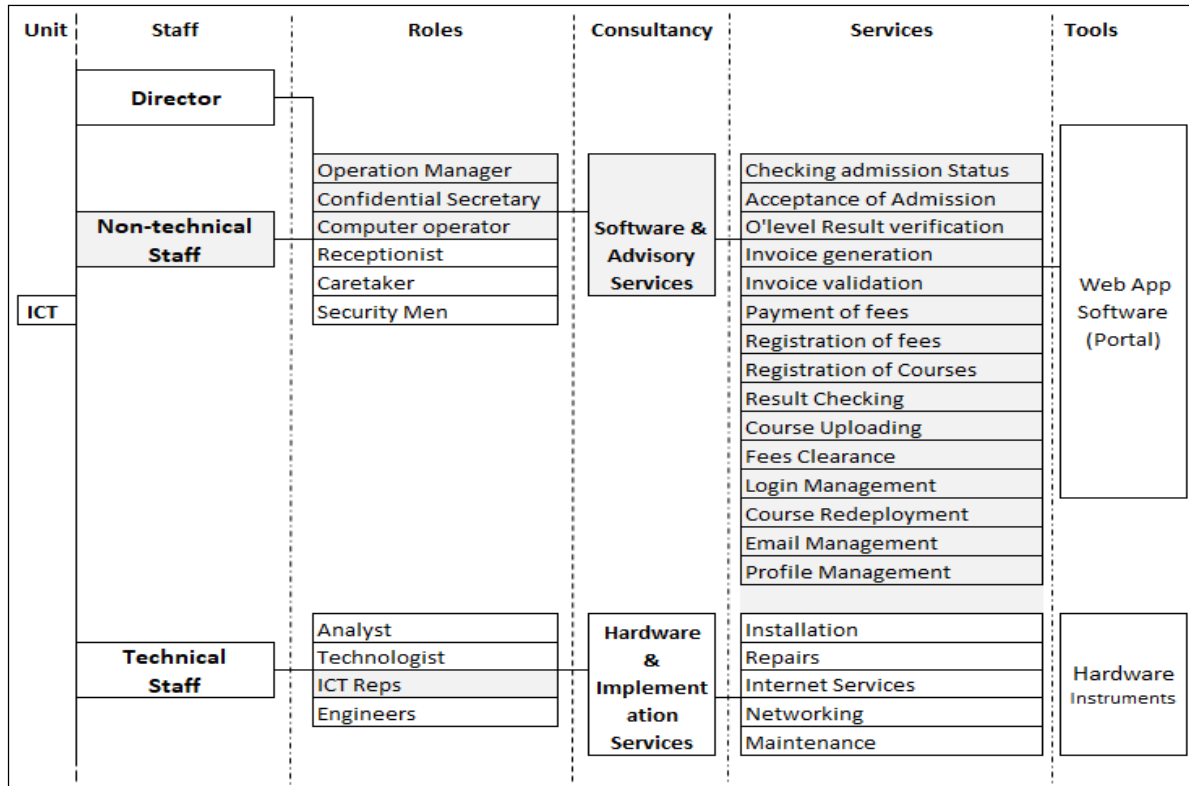 Unit
Staff
Roles
Consultancy
Services
Tools
Director
Operation Manager
Confidential Secretary
Computer operator
Receptionist
Caretaker
Security Men
Non-technical
Staff
Software &
Advisory
Services
Checking admission Status
Acceptance of Admission
O'level Result verification
Invoice generation
Invoice validation
Payment of fees
Registration of fees
Registration of Courses
Result Checking
Course Uploading
Fees Clearance
Login Management
Course Redeployment
Email Management
Profile Management
Web App
Software
(Portal)
ICT
Technical
Staff
Analyst
Technologist
ICT Reps
Engineers
Hardware
&
Implement
ation
Services
Installation
Repairs
Internet Services
Networking
Maintenance
Hardware
Instruments